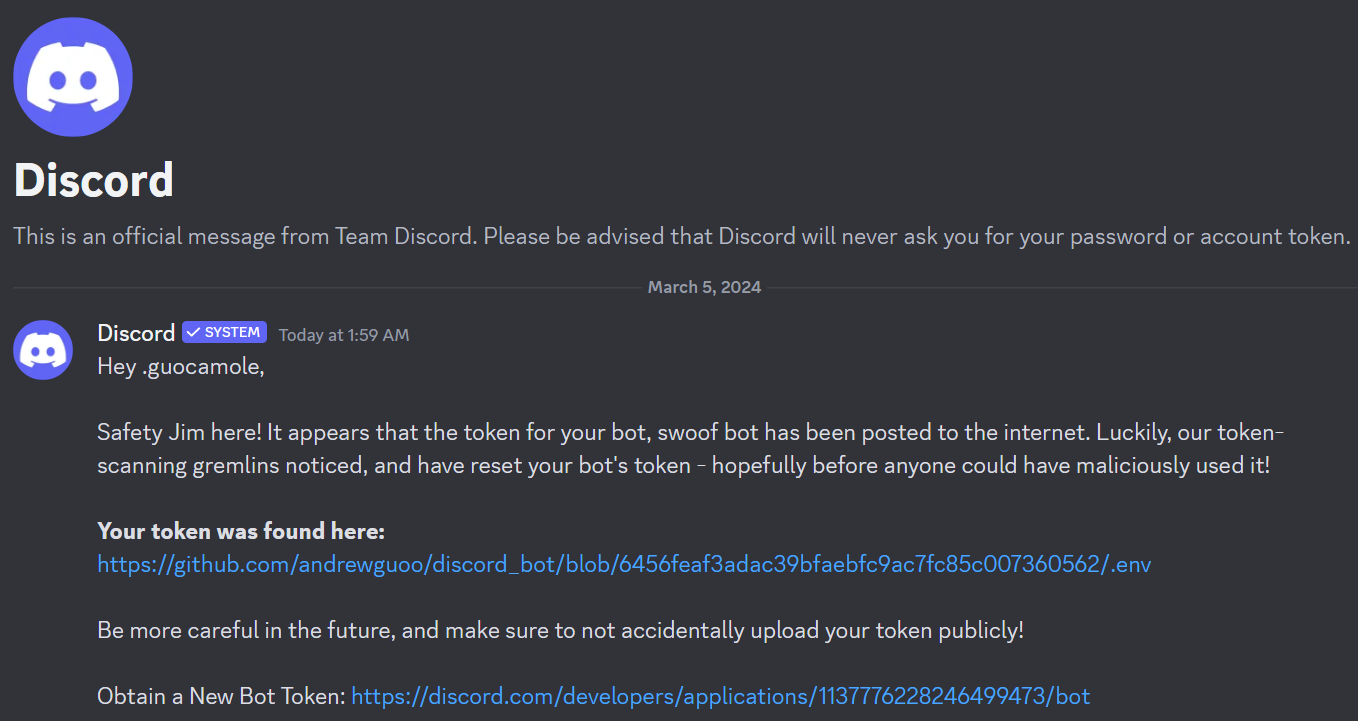 Discord
This is an official message from Team Discord. Please be advised that Discord will never ask you for your password or account token.
March 5, 2024
Discord ✓ SYSTEM Today at 1:59 AM
Hey .guocamole,
Safety Jim here! It appears that the token for your bot, swoof bot has been posted to the internet. Luckily, our token-
scanning gremlins noticed, and have reset your bot's token - hopefully before anyone could have maliciously used it!
Your token was found here:
https://github.com/andrewguoo/discord_bot/blob/6456feaf3adac39bfaebfc9ac7fc85c007360562/.env
Be more careful in the future, and make sure to not accidentally upload your token publicly!
Obtain a New Bot Token: https://discord.com/developers/applications/1137776228246499473/bot